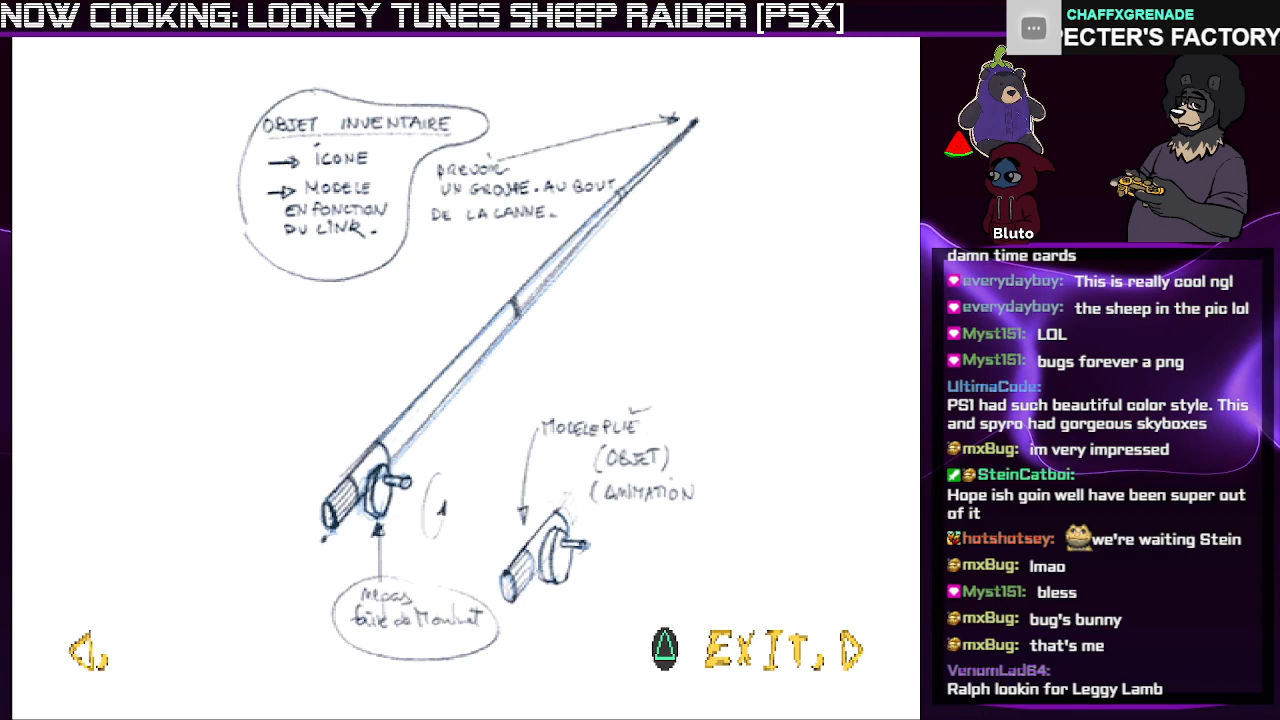 NOW COOKING: LOONEY TUNES SHEEP RAIDER [PSX]
CHAFFXGRENADE
PECTER'S FACTORY
OBJET INVENTAIRE
ICONE
MODELE
EN FONCTION
DU LINK.
PREVOIR
UN GROJHE. AU BOUT
DE LA CANNE.
MODELE PLIÉ
(OBJET)
(ANIMATION
faire de Moulinet
EXIT
Bluto
damn time cards
everydayboy: This is really cool ngl
everydayboy: the sheep in the pic lol
Myst151: LOL
Myst151: bugs forever a png
UltimaCode:
PS1 had such beautiful color style. This
and spyro had gorgeous skyboxes
mxBug: im very impressed
SteinCatboi:
Hope ish goin well have been super out
of it
hotshotsey: we're waiting Stein
mxBug: lmao
Myst151: bless
mxBug: bug's bunny
mxBug: that's me
VenomLad64:
Ralph lookin for Leggy Lamb